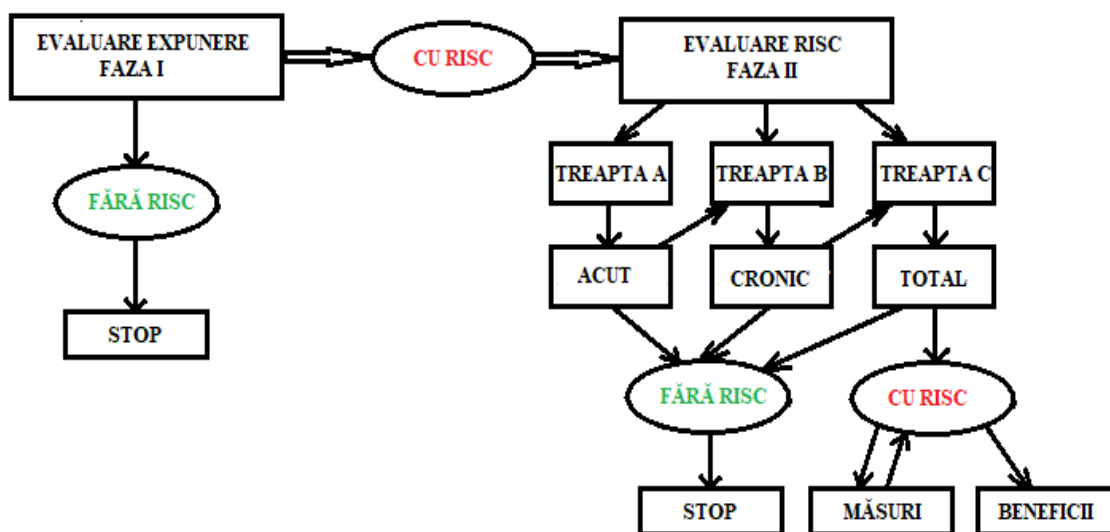 EVALUARE EXPUNERE
FAZA I
CU RISC
EVALUARE RISC
FAZA II
TREAPTA A
TREAPTA B
TREAPTA C
FĂRĂ RISC
ACUT
CRONIC
TOTAL
STOP
FĂRĂ RISC
CU RISC
STOP
MĂSURI
BENEFICII